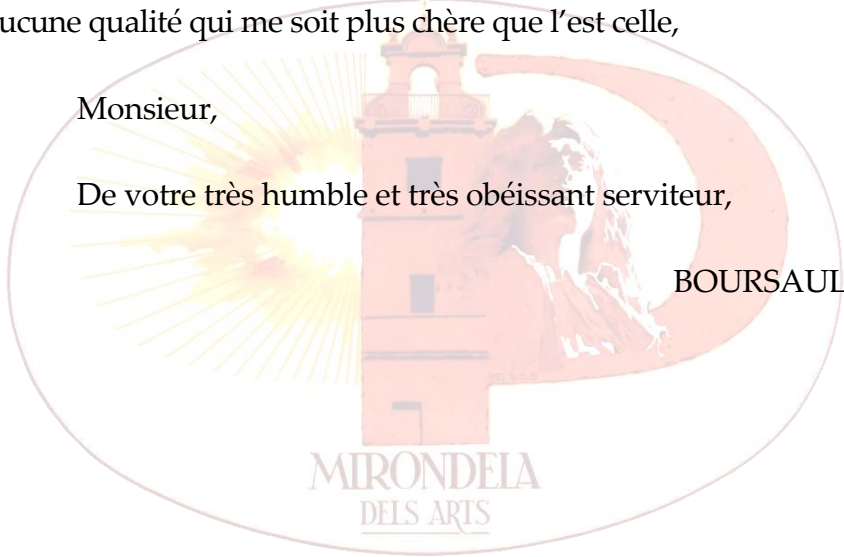 ucune qualité qui me soit plus chère que l’est celle,
Monsieur,
De votre très humble et très obéissant serviteur,
BOURSAUL
MIRONDELA
DELS ARTS